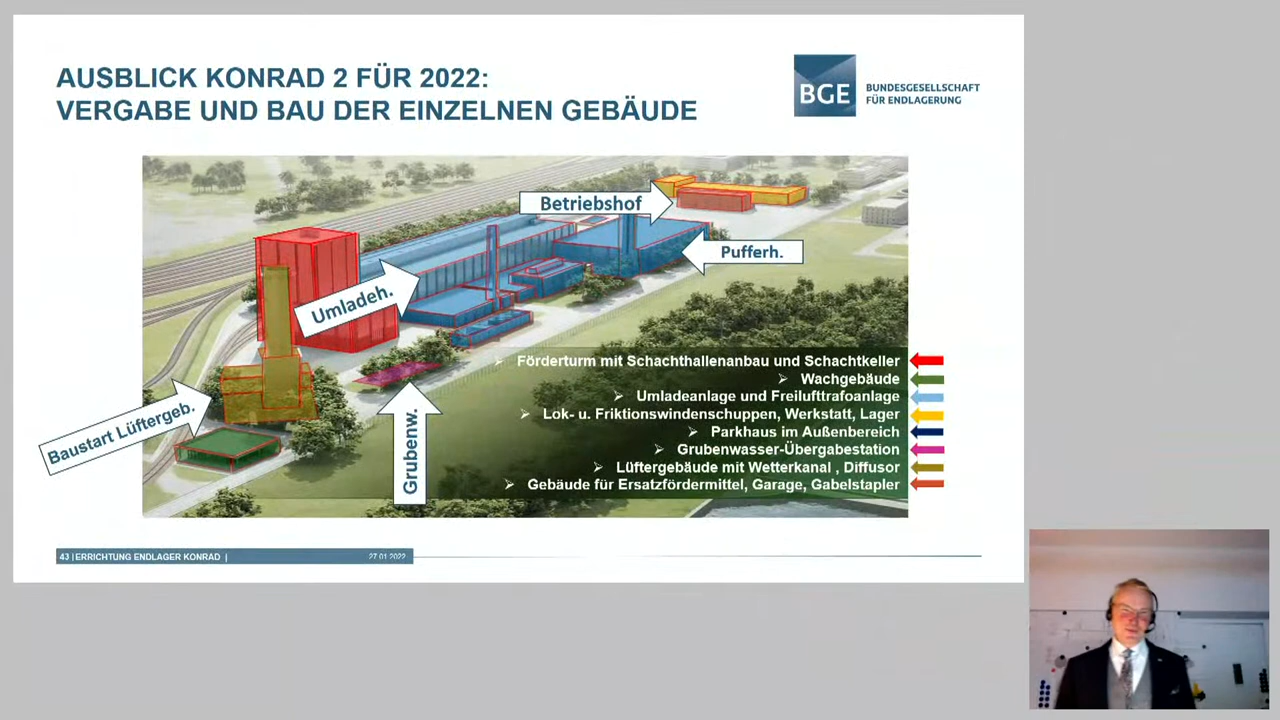 AUSBLICK KONRAD 2 FÜR 2022:
VERGABE UND BAU DER EINZELNEN GEBÄUDE
BGE
BUNDESGESELLSCHAFT
FÜR ENDLAGERUNG
Betriebshof
Pufferh.
Umladeh.
Baustart Lüftergeb.
Grubenw.
Förderturm mit Schachthallenanbau und Schachtkeller
Wachgebäude
Umladeanlage und Freilufttrafoanlage
Lok- u. Friktionswindenschuppen, Werkstatt, Lager
Parkhaus im Außenbereich
Grubenwasser-Übergabestation
Lüftergebäude mit Wetterkanal , Diffusor
Gebäude für Ersatzfördermittel, Garage, Gabelstapler
43 | ERRICHTUNG ENDLAGER KONRAD |
27.01.2022